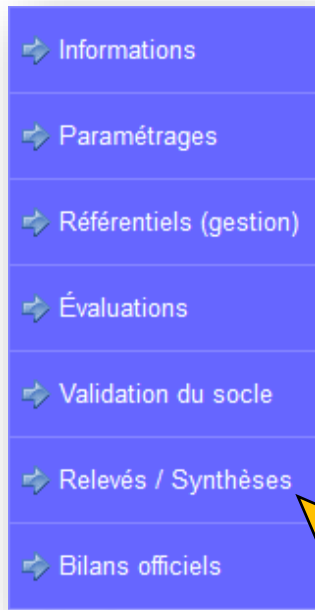 Informations
Paramétrages
Référentiels (gestion)
Évaluations
Validation du socle
Relevés / Synthèses
Bilans officiels